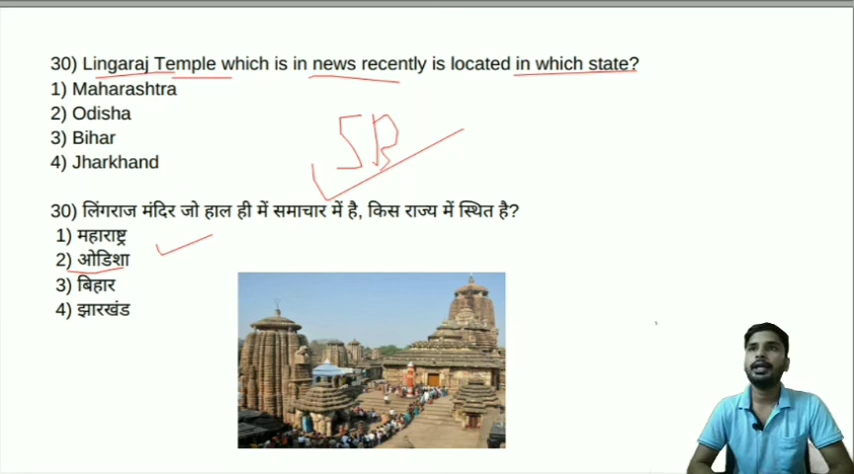 30) Lingaraj Temple which is in news recently is located in which state?
1) Maharashtra
2) Odisha
3) Bihar
4) Jharkhand
SB
30) लिंगराज मंदिर जो हाल ही में समाचार में है, किस राज्य में स्थित है?
1) महाराष्ट्र
2) ओडिशा
3) बिहार
4) झारखंड